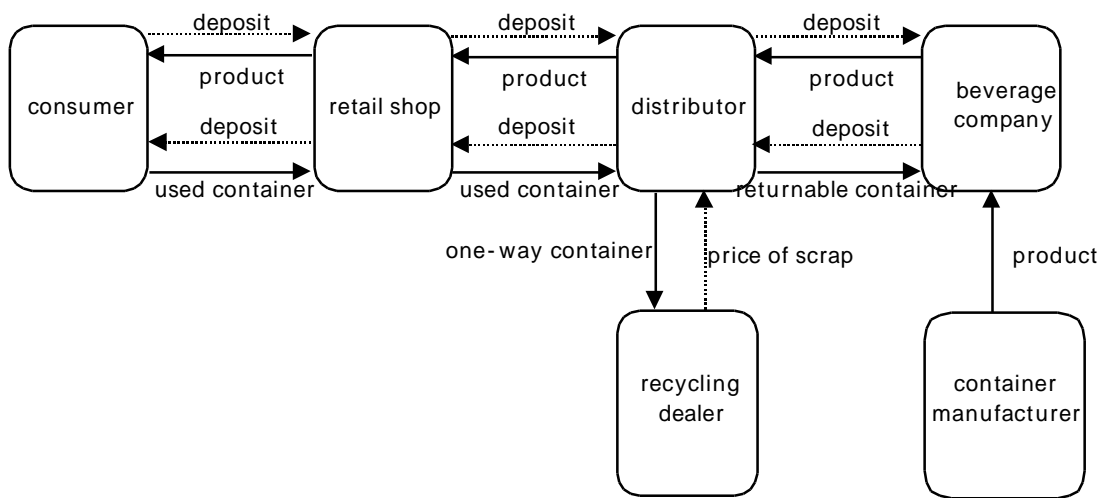 deposit
deposit
deposit
product
product
product
consumer
retail shop
distributor
beverage
company
deposit
deposit
deposit
used container
used container
returnable container
one-way container
price of scrap
product
recycling
dealer
container
manufacturer